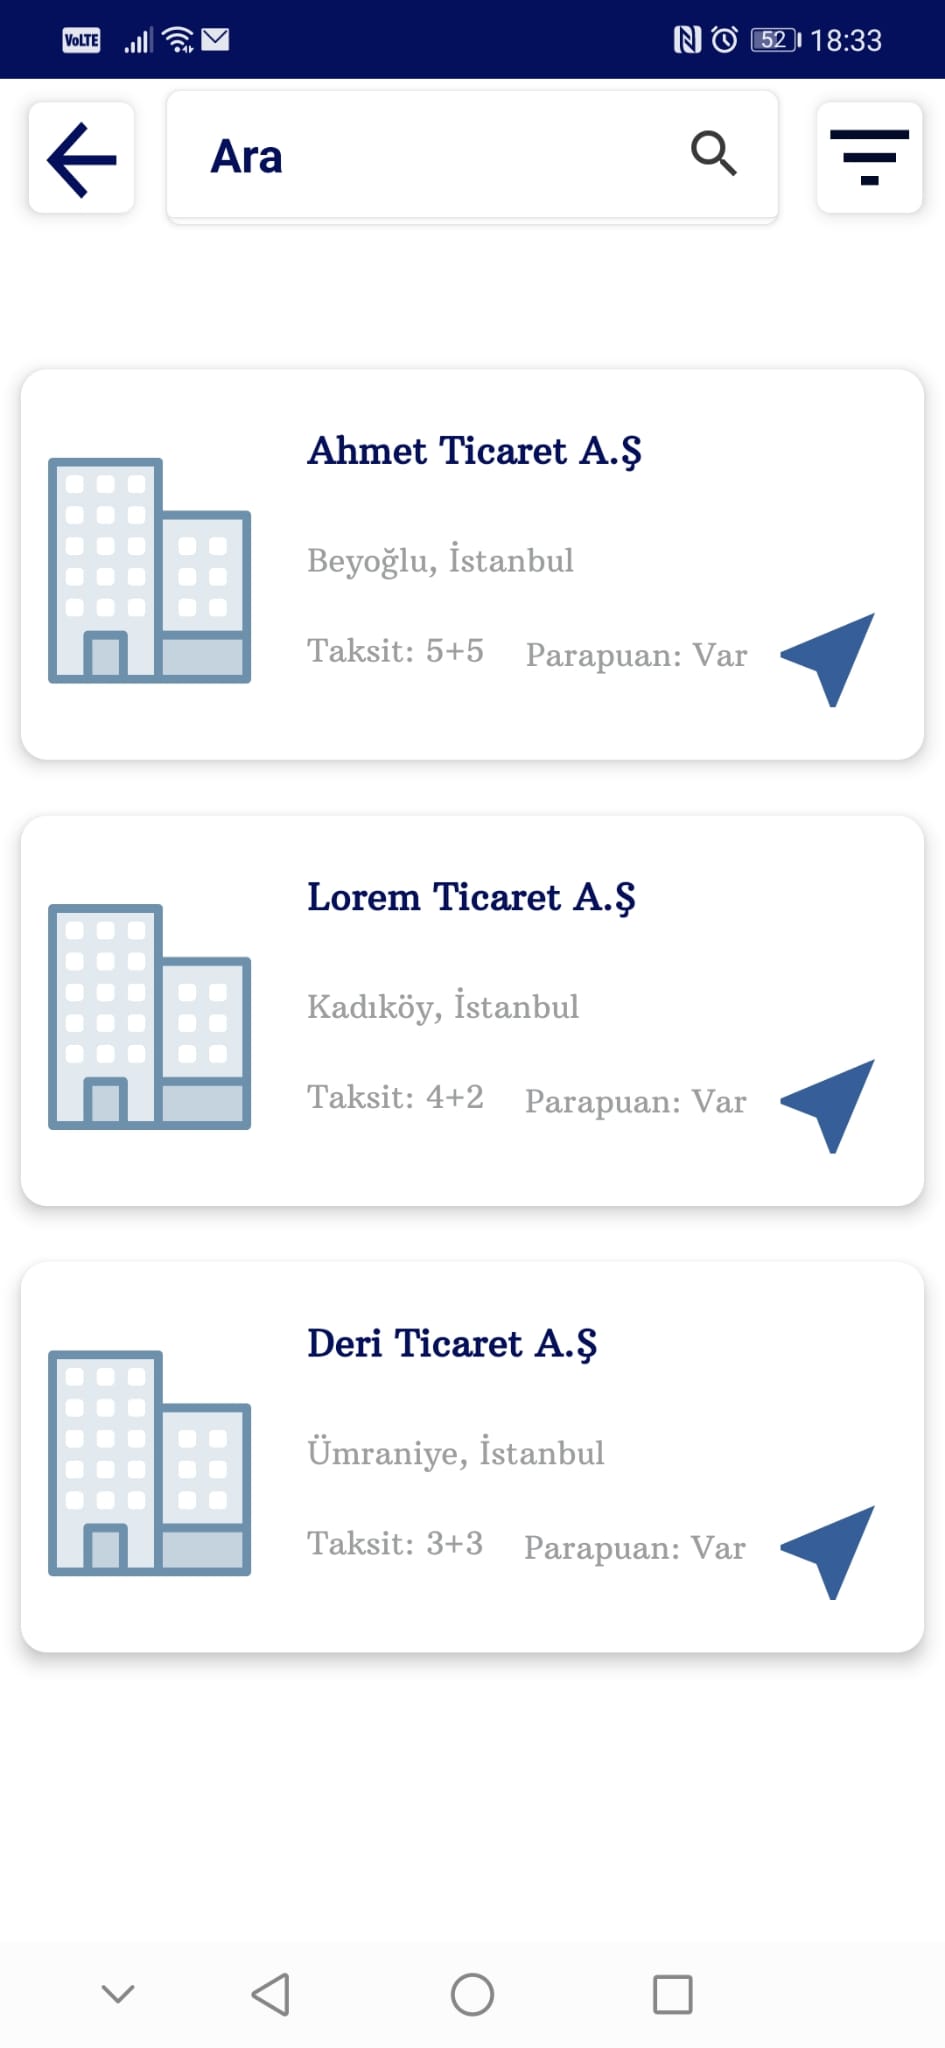 VoLTE 52 18:33
Ara
Ahmet Ticaret A.Ş
Beyoğlu, İstanbul
Taksit: 5+5 Parapuan: Var
Lorem Ticaret A.Ş
Kadıköy, İstanbul
Taksit: 4+2 Parapuan: Var
Deri Ticaret A.Ş
Ümraniye, İstanbul
Taksit: 3+3 Parapuan: Var